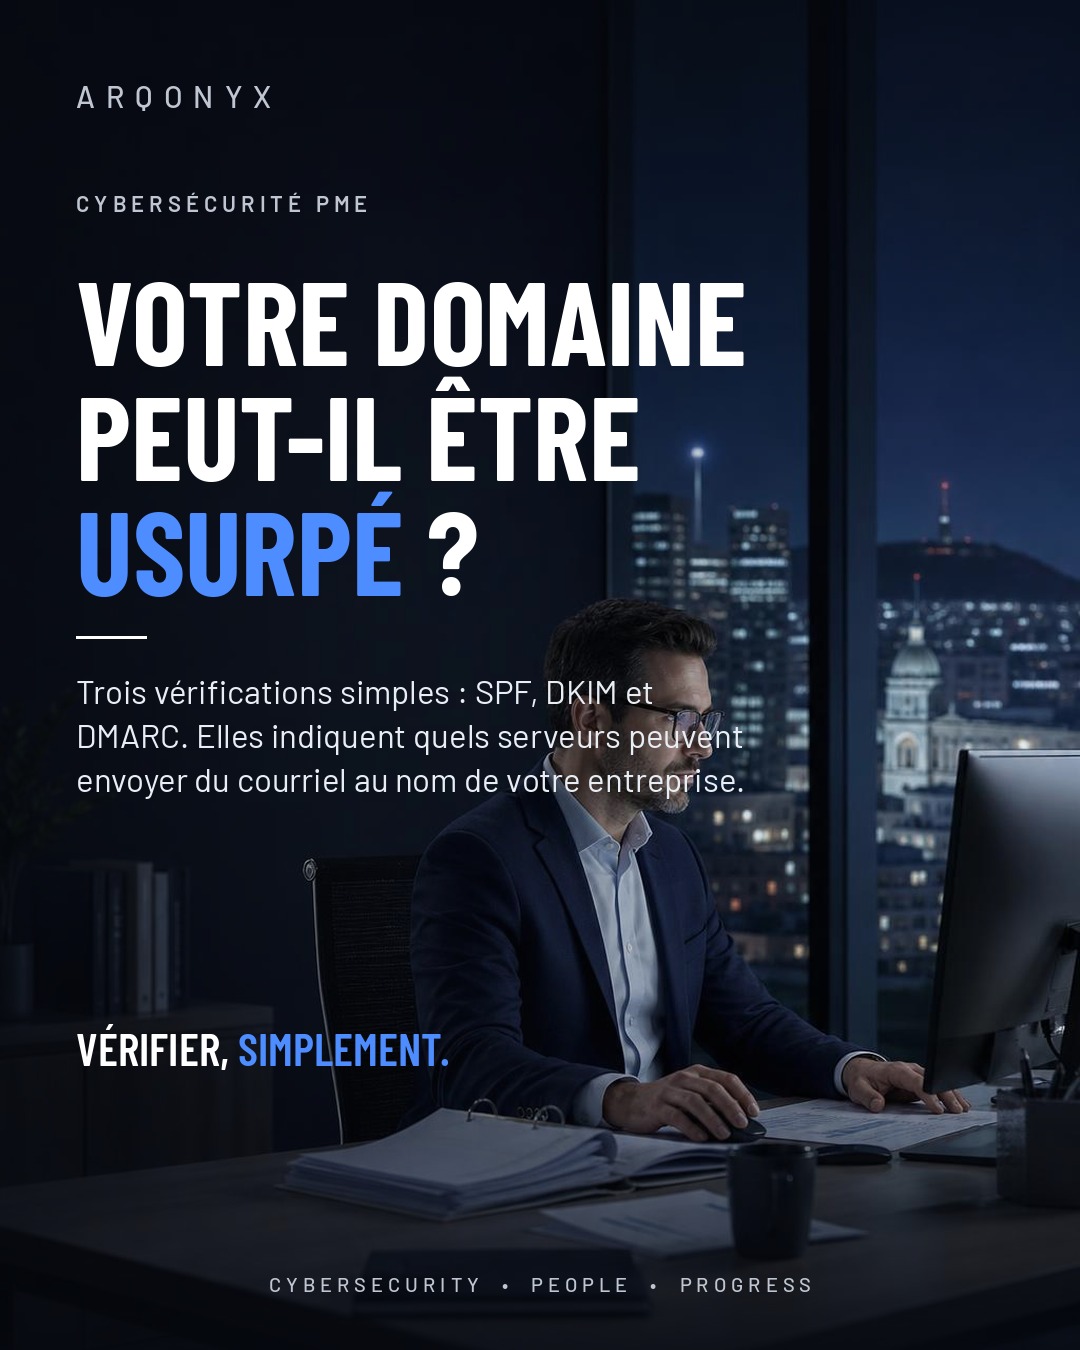 ARQONYX
CYBERSÉCURITÉ PME
VOTRE DOMAINE
PEUT-IL ÊTRE
USURPÉ ?
Trois vérifications simples : SPF, DKIM et
DMARC. Elles indiquent quels serveurs peuvent
envoyer du courriel au nom de votre entreprise.
VÉRIFIER, SIMPLEMENT.
CYBERSECURITY • PEOPLE • PROGRESS